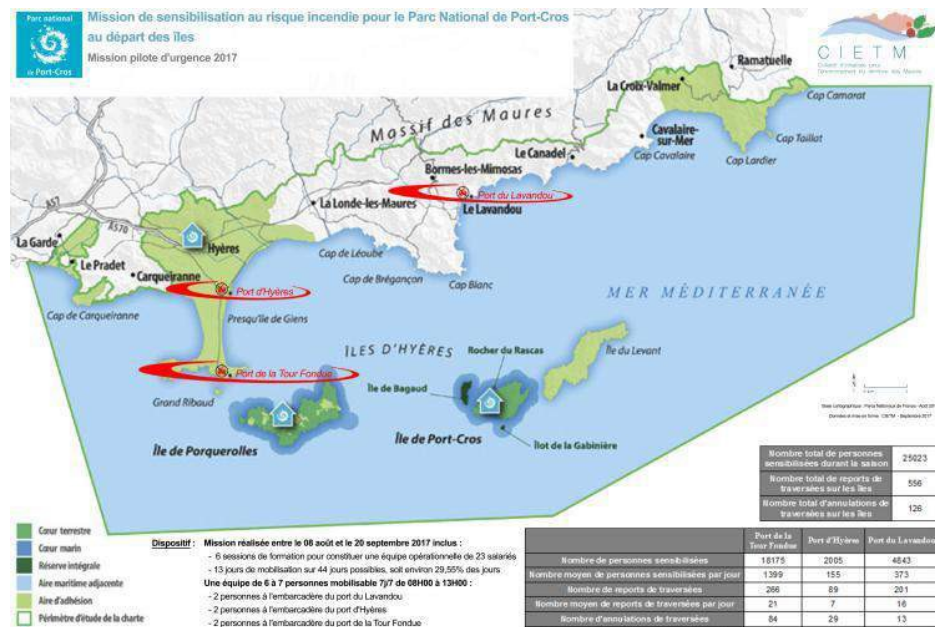 Parc national
de Port-Cros
Mission de sensibilisation au risque incendie pour le Parc National de Port-Cros
au départ des îles
Mission pilote d'urgence 2017
CIETM
Ramatuelle
La Croix-Valmer
Cap Camarat
Massif des Maures
Cavalaire-
sur-Mer
Cap Taillat
Le Canadel
Cap Cavalaire
Cap Lardier
Bormes-les-Mimosas
Port du Lavandou
Le Lavandou
La Londe-les-Maures
A57
A570
La Garde
Hyères
Le Pradet
Carqueiranne
Cap de Léoube
Cap de Brégançon
Cap Blanc
Port d'Hyères
Cap de Carqueiranne
Presqu'île de Giens
MER MÉDITERRANÉE
ÎLES D'HYÈRES
Rocher du Rascas
Île du Levant
Port de la Tour Fondue
Île de Bagaud
Grand Ribaud
Île de Porquerolles
Île de Port-Cros
Îlot de la Gabinière
Nombre total de personnes
sensibilisées durant la saison
25023
Nombre total de reports de
traversées sur les îles
556
Nombre total d'annulations de
traversées sur les îles
126
Cœur terrestre
Cœur marin
Réserve intégrale
Aire maritime adjacente
Aire d'adhésion
Périmètre d'étude de la charte
Dispositif : Mission réalisée entre le 08 août et le 20 septembre 2017 inclus :
- 6 sessions de formation pour constituer une équipe opérationnelle de 23 salariés
- 13 jours de mobilisation sur 44 jours possibles, soit environ 29,55% des jours
Une équipe de 6 à 7 personnes mobilisable 7j/7 de 08H00 à 13H00 :
- 2 personnes à l'embarcadère du port du Lavandou
- 2 personnes à l'embarcadère du port d'Hyères
- 2 personnes à l'embarcadère du port de la Tour Fondue
Port de la
Tour Fondue
Port d'Hyères
Port du Lavandou
Nombre de personnes sensibilisées 18175 2005 4843
Nombre moyen de personnes sensibilisées par jour 1399 155 373
Nombre de reports de traversées 266 89 201
Nombre moyen de reports de traversées par jour 21 7 16
Nombre d'annulations de traversées 84 29 13